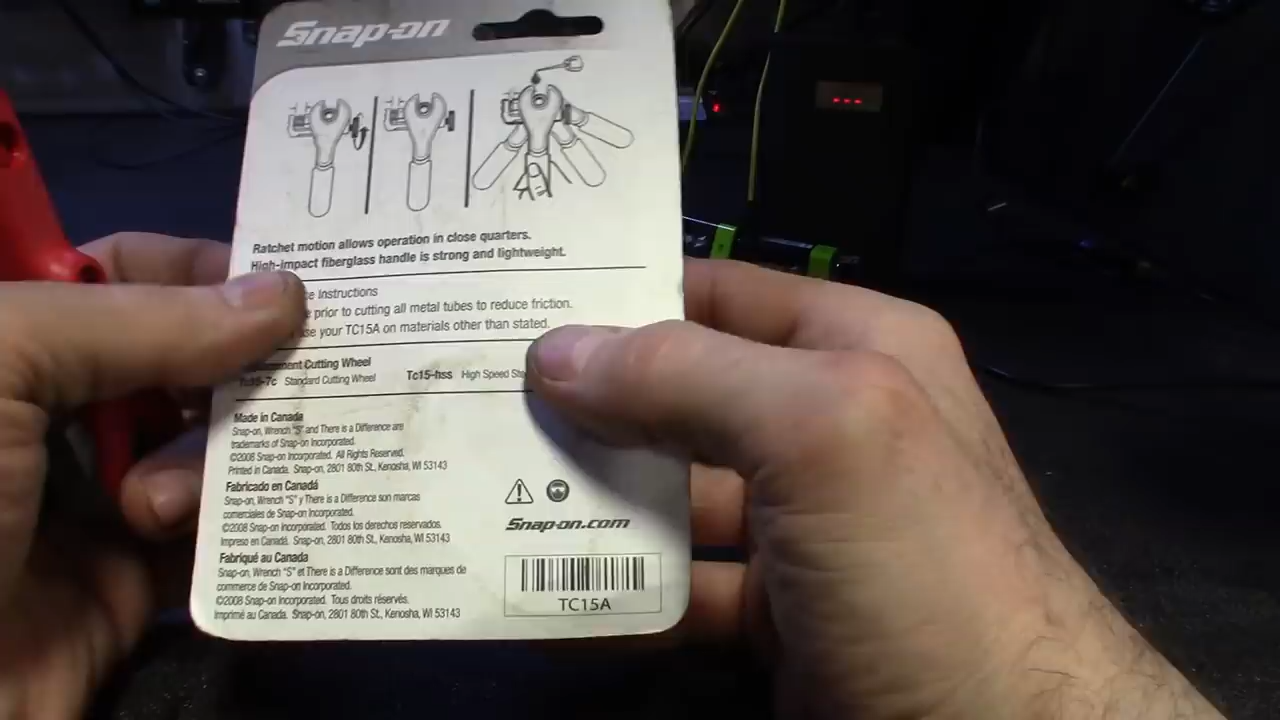 Snap-on
Ratchet motion allows operation in close quarters.
High-impact fiberglass handle is strong and lightweight.
Instructions
prior to cutting all metal tubes to reduce friction.
your TC15A on materials other than stated.
Cutting Wheel
Standard Cutting Wheel Tc15-hss High Speed
Made in Canada
Snap-on, Wrench "S" and There is a Difference are
trademarks of Snap-on Incorporated.
©2008 Snap-on Incorporated. All Rights Reserved.
Printed in Canada. Snap-on, 2801 80th St., Kenosha, WI 53143
Fabricado en Canadá
Snap-on, Wrench "S" y There is a Difference son marcas
comerciales de Snap-on Incorporated.
©2008 Snap-on Incorporated. Todos los derechos reservados.
Impreso en Canadá. Snap-on, 2801 80th St., Kenosha, WI 53143
Fabriqué au Canada
Snap-on, Wrench "S" et There is a Difference sont des marques de
commerce de Snap-on Incorporated.
©2008 Snap-on Incorporated. Tous droits réservés.
Imprimé au Canada. Snap-on, 2801 80th St., Kenosha, WI 53143
Snap-on.com
TC15A